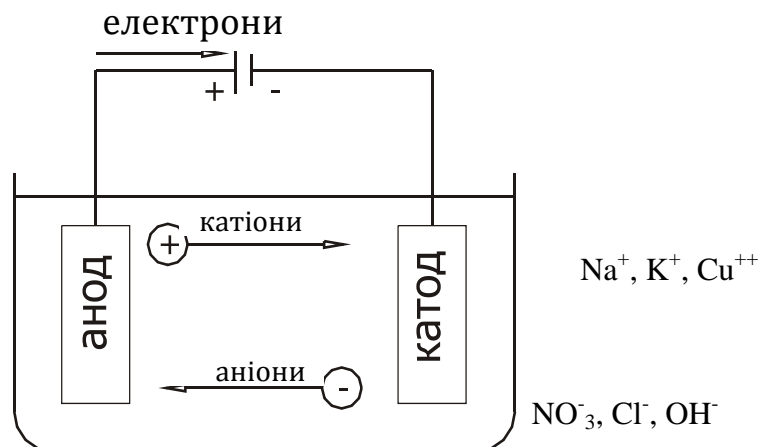 електрони
+ -
+ катіони
анод
катод
Na⁺, K⁺, Cu⁺⁺
аніони -
NO⁻₃, Cl⁻, OH⁻